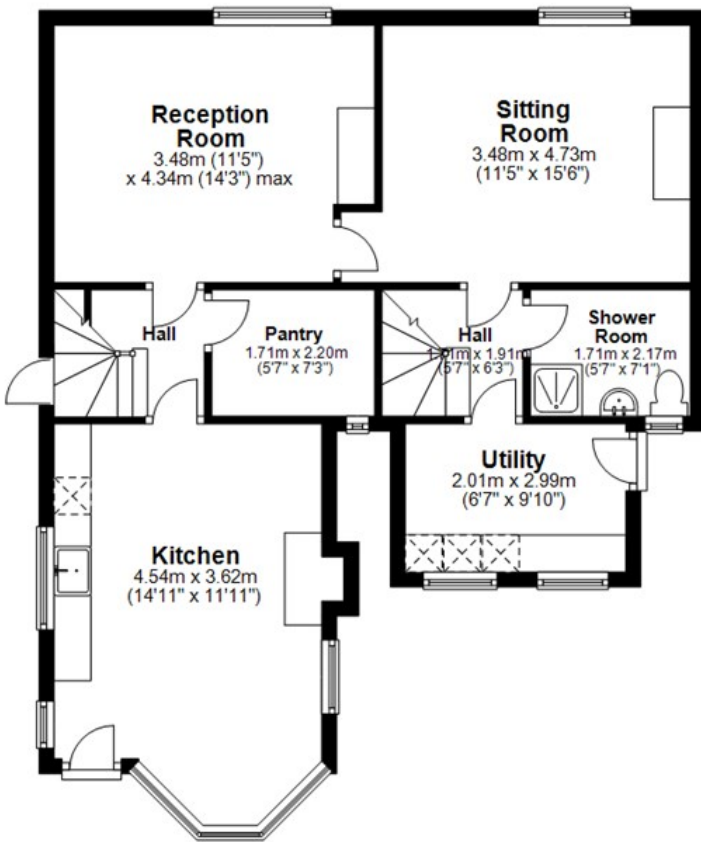 Reception
Room
3.48m (11'5")
x 4.34m (14'3") max
Sitting
Room
3.48m x 4.73m
(11'5" x 15'6")
Hall
Pantry
1.71m x 2.20m
(5'7" x 7'3")
Hall
x 1.91m
(5'7" x 6'3")
Shower
Room
1.71m x 2.17m
(5'7" x 7'1")
Kitchen
4.54m x 3.62m
(14'11" x 11'11")
Utility
2.01m x 2.99m
(6'7" x 9'10")